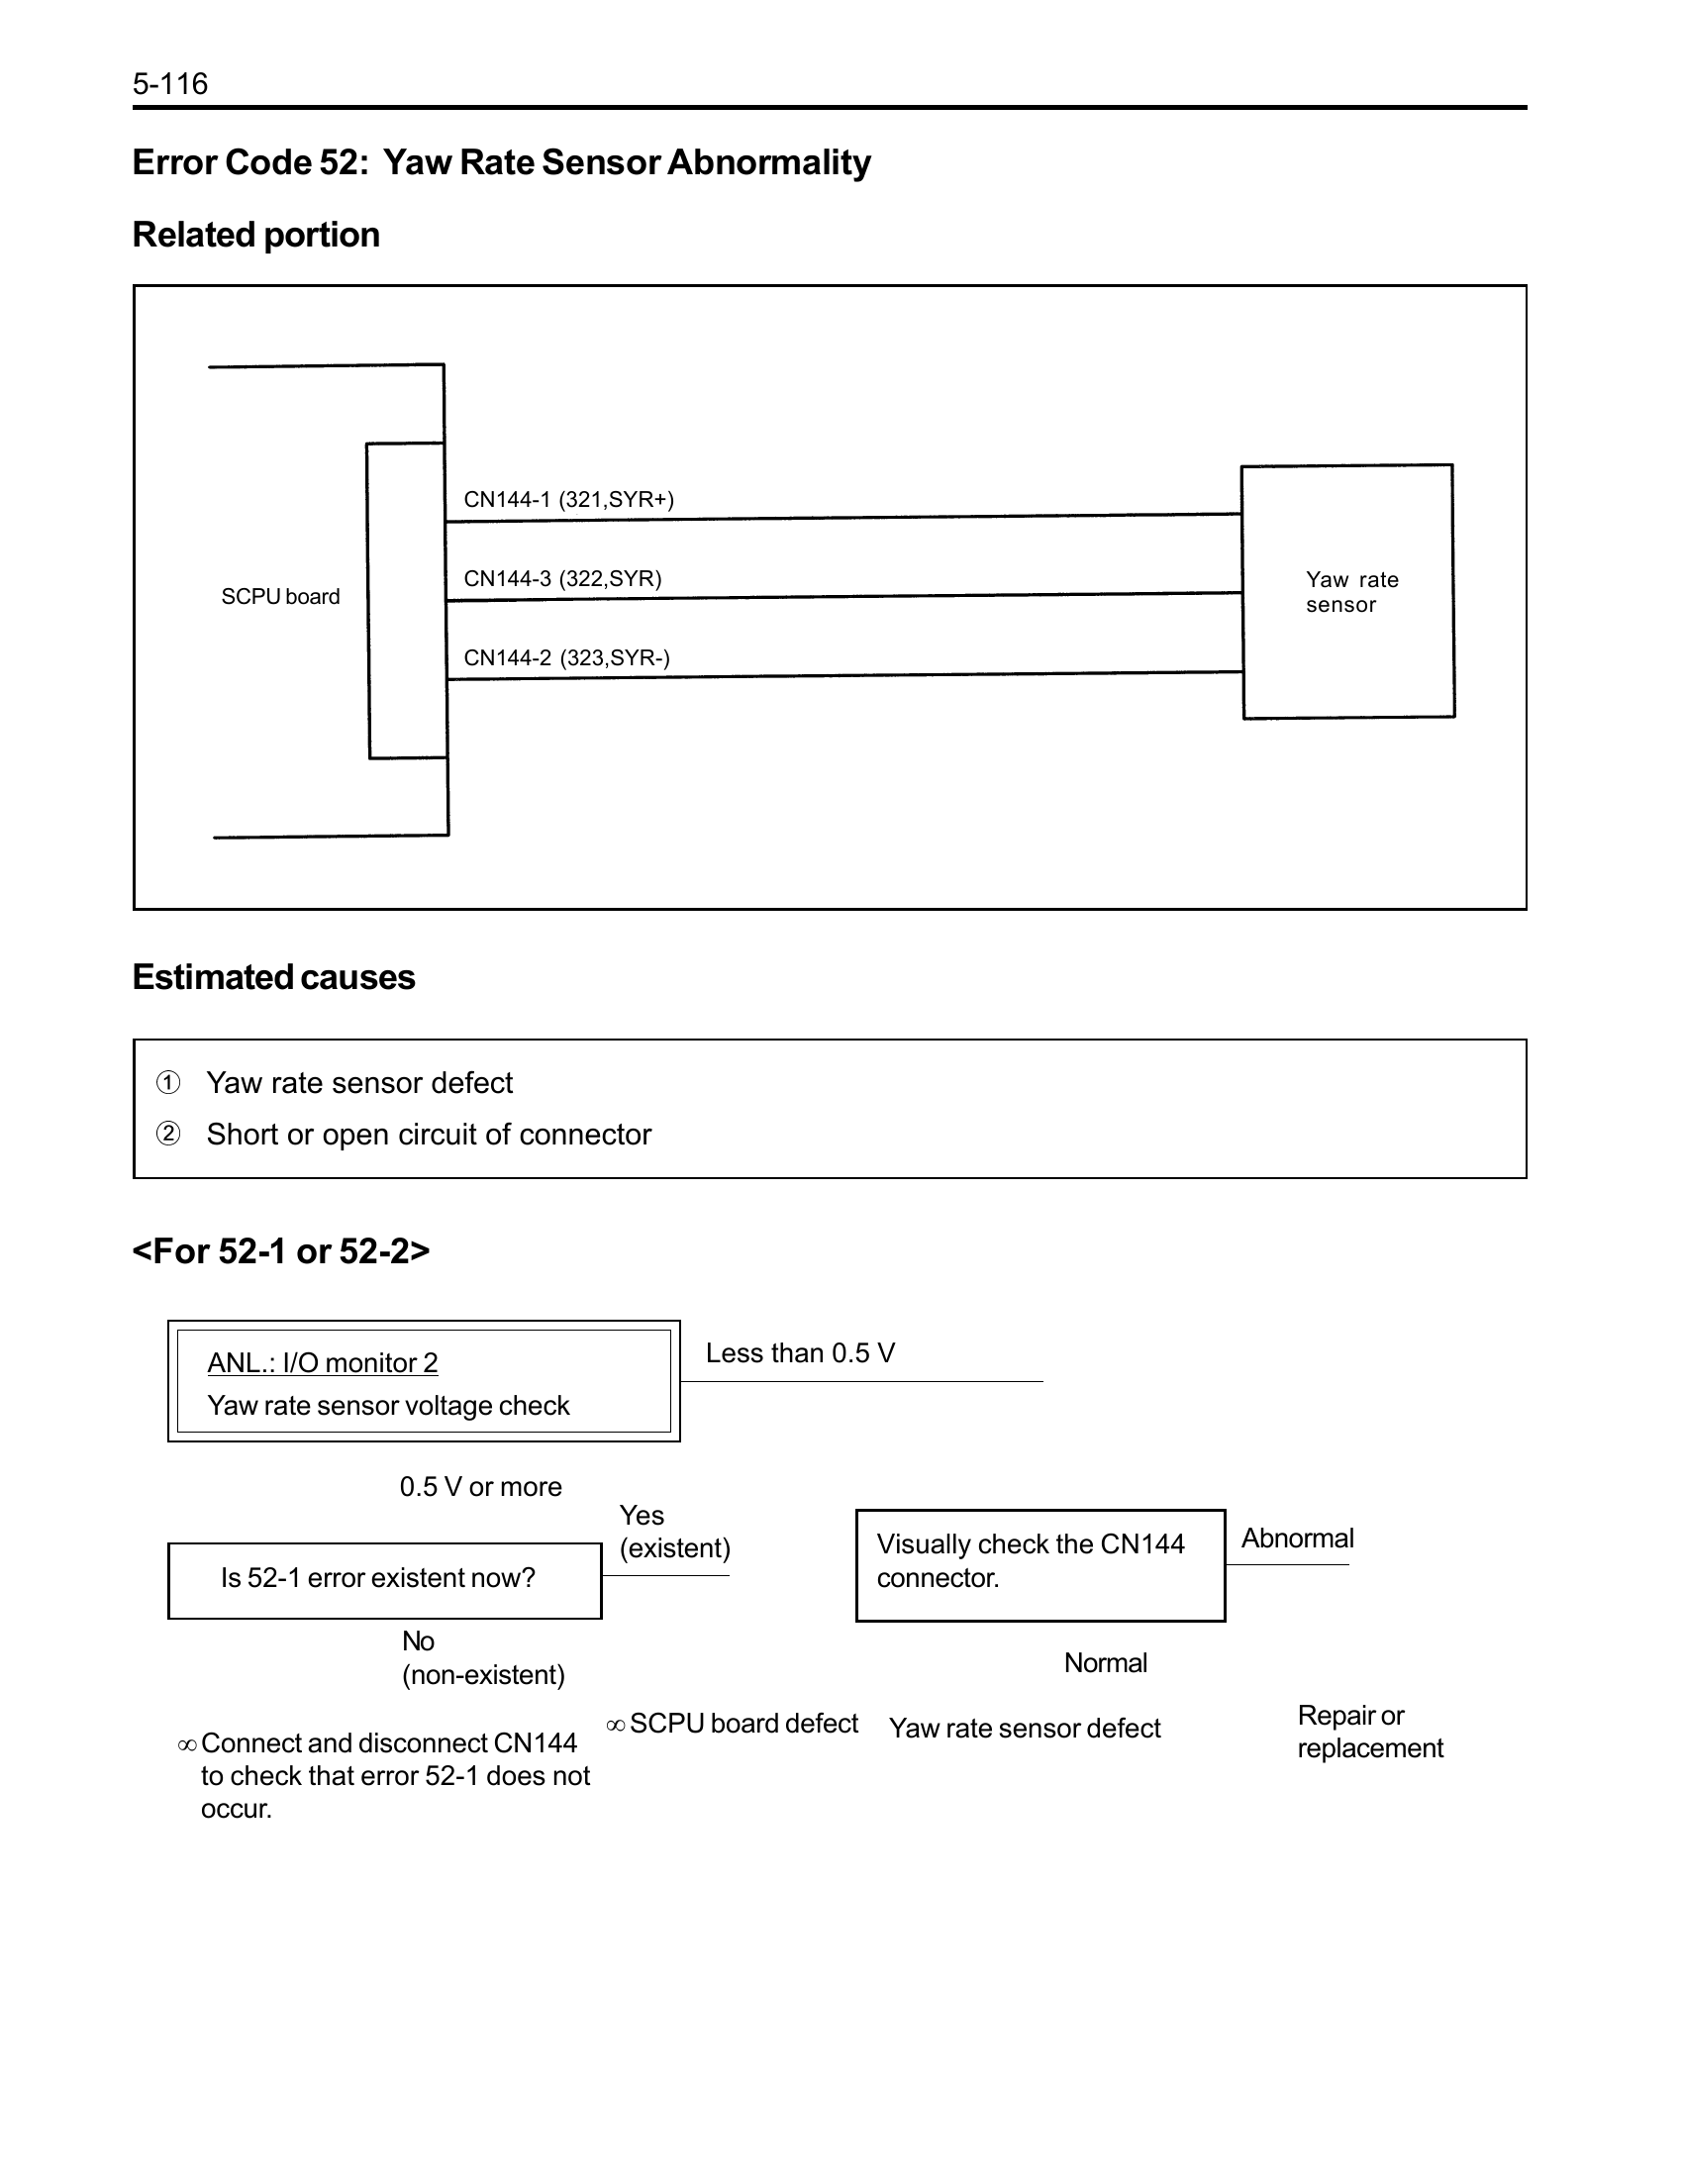 5-116
Error Code 52: Yaw Rate Sensor Abnormality
Related portion
CN144-1 (321,SYR+)
CN144-3 (322,SYR)
SCPU board
Yaw rate
sensor
CN144-2 (323,SYR-)
Estimated causes
① Yaw rate sensor defect
② Short or open circuit of connector
<For 52-1 or 52-2>
ANL.: I/O monitor 2
Yaw rate sensor voltage check
Less than 0.5 V
0.5 V or more
Yes
(existent)
Is 52-1 error existent now?
Visually check the CN144
connector.
Abnormal
No
(non-existent)
Normal
∞ SCPU board defect
Yaw rate sensor defect
Repair or
replacement
∞ Connect and disconnect CN144
to check that error 52-1 does not
occur.